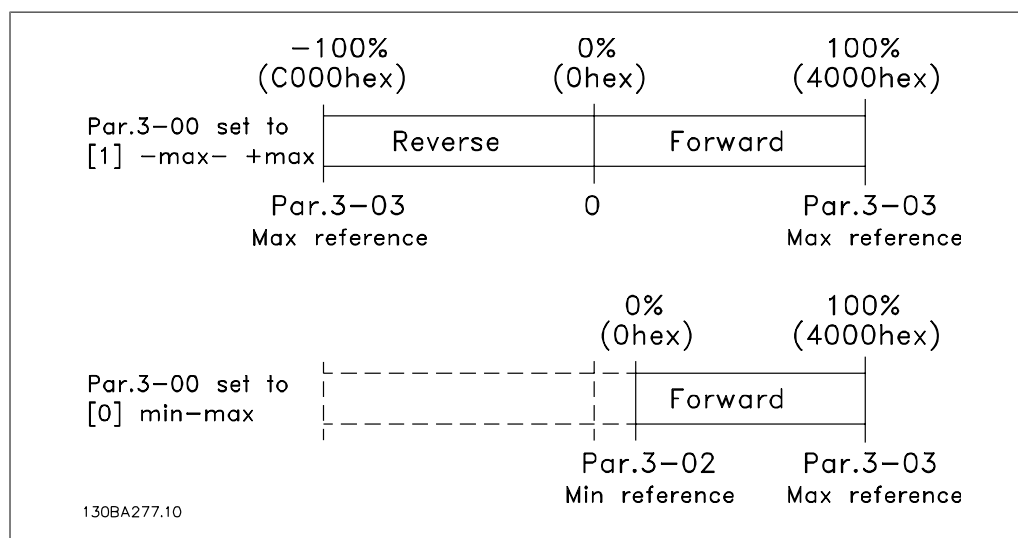 -100%
(C000hex)
0%
(0hex)
100%
(4000hex)
Par.3-00 set to
[1] -max- +max
Reverse
Forward
Par.3-03
Max reference
0
Par.3-03
Max reference
0%
(0hex)
100%
(4000hex)
Par.3-00 set to
[0] min-max
Forward
Par.3-02
Min reference
Par.3-03
Max reference
130BA277.10